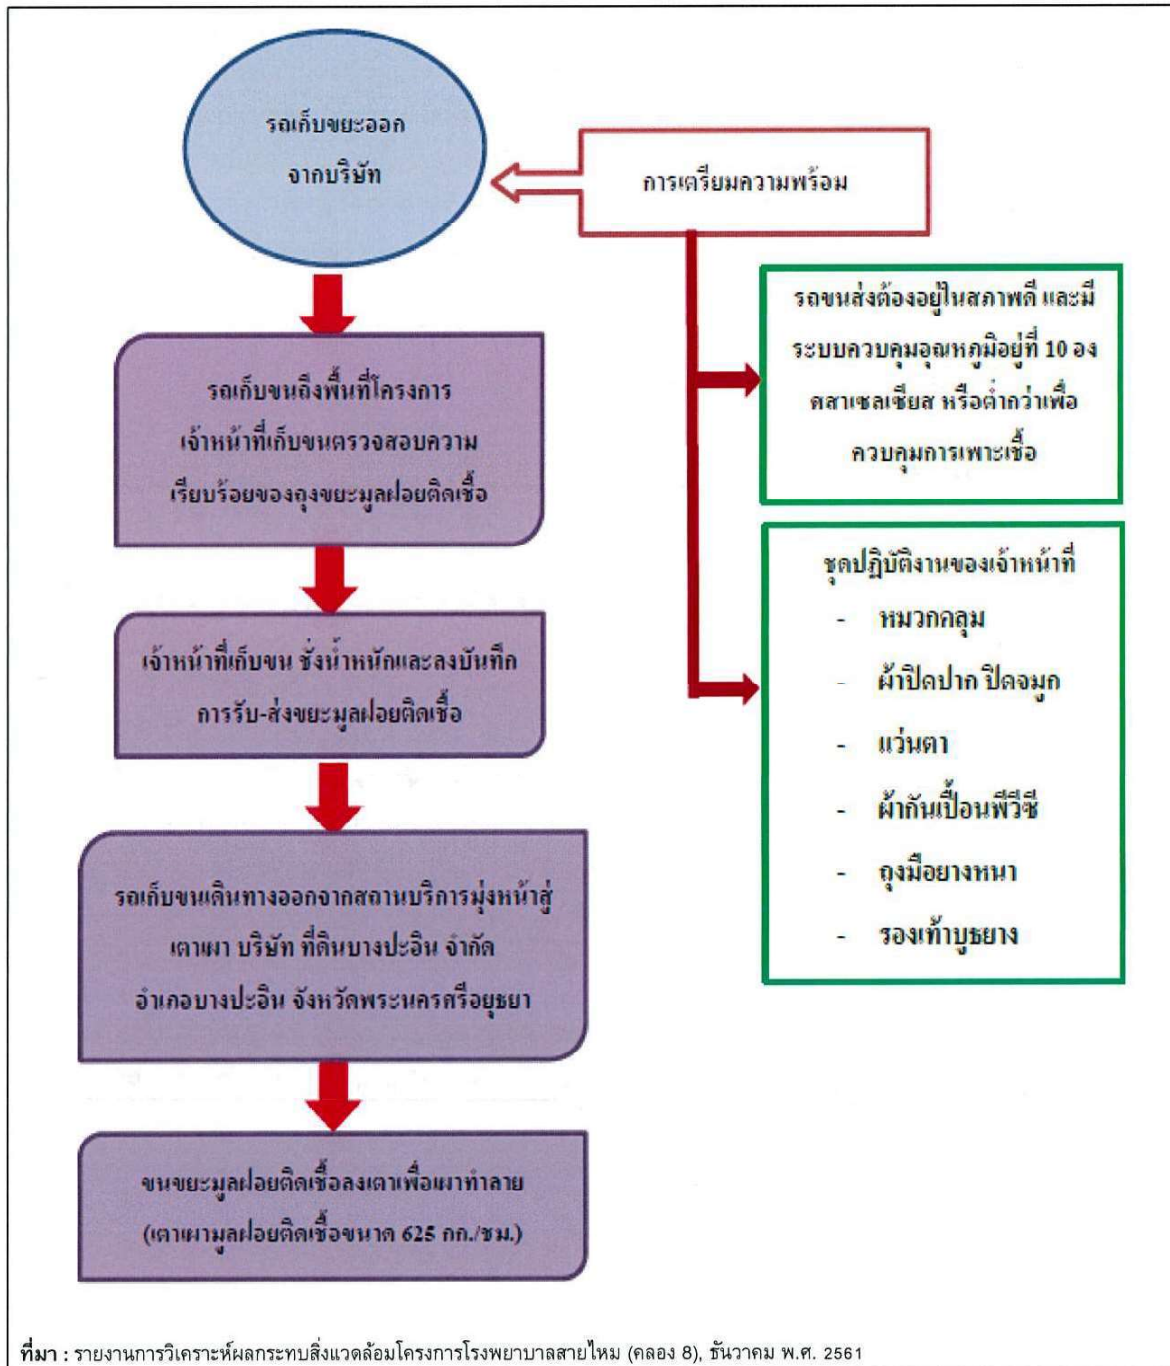 รถเก็บขยะออก
จากบริษัท
การเตรียมความพร้อม
รถขนส่งต้องอยู่ในสภาพดี และมี
ระบบควบคุมอุณหภูมิอยู่ที่ 10 อง
ศสาเซลเซียส หรือต่ำกว่าเพื่อ
ควบคุมการเพาะเชื้อ
รถเก็บขนถึงพื้นที่โครงการ
เจ้าหน้าที่เก็บขนตรวจสอบความ
เรียบร้อยของถุงขยะมูลฝอยติดเชื้อ
ชุดปฏิบัติงานของเจ้าหน้าที่
- หมวกคลุม
- ผ้าปิดปาก ปิดจมูก
- แว่นตา
- ผ้ากันเปื้อนพีวีซี
- ถุงมือยางหนา
- รองเท้าบูธยาง
เจ้าหน้าที่เก็บขน ชั่งน้ำหนักและลงบันทึก
การรับ-ส่งขยะมูลฝอยติดเชื้อ
รถเก็บขนเดินทางออกจากสถานบริการมุ่งหน้าสู่
เตาเผา บริษัท ที่ดินบางปะอิน จำกัด
อำเภอบางปะอิน จังหวัดพระนครศรีอยุธยา
ขนขยะมูลฝอยติดเชื้อลงเตาเพื่อเผาทำลาย
(เตาเผามูลฝอยติดเชื้อขนาด 625 กก./ชม.)
ที่มา : รายงานการวิเคราะห์ผลกระทบสิ่งแวดล้อมโครงการโรงพยาบาลสายไหม (คลอง 8), ธันวาคม พ.ศ. 2561